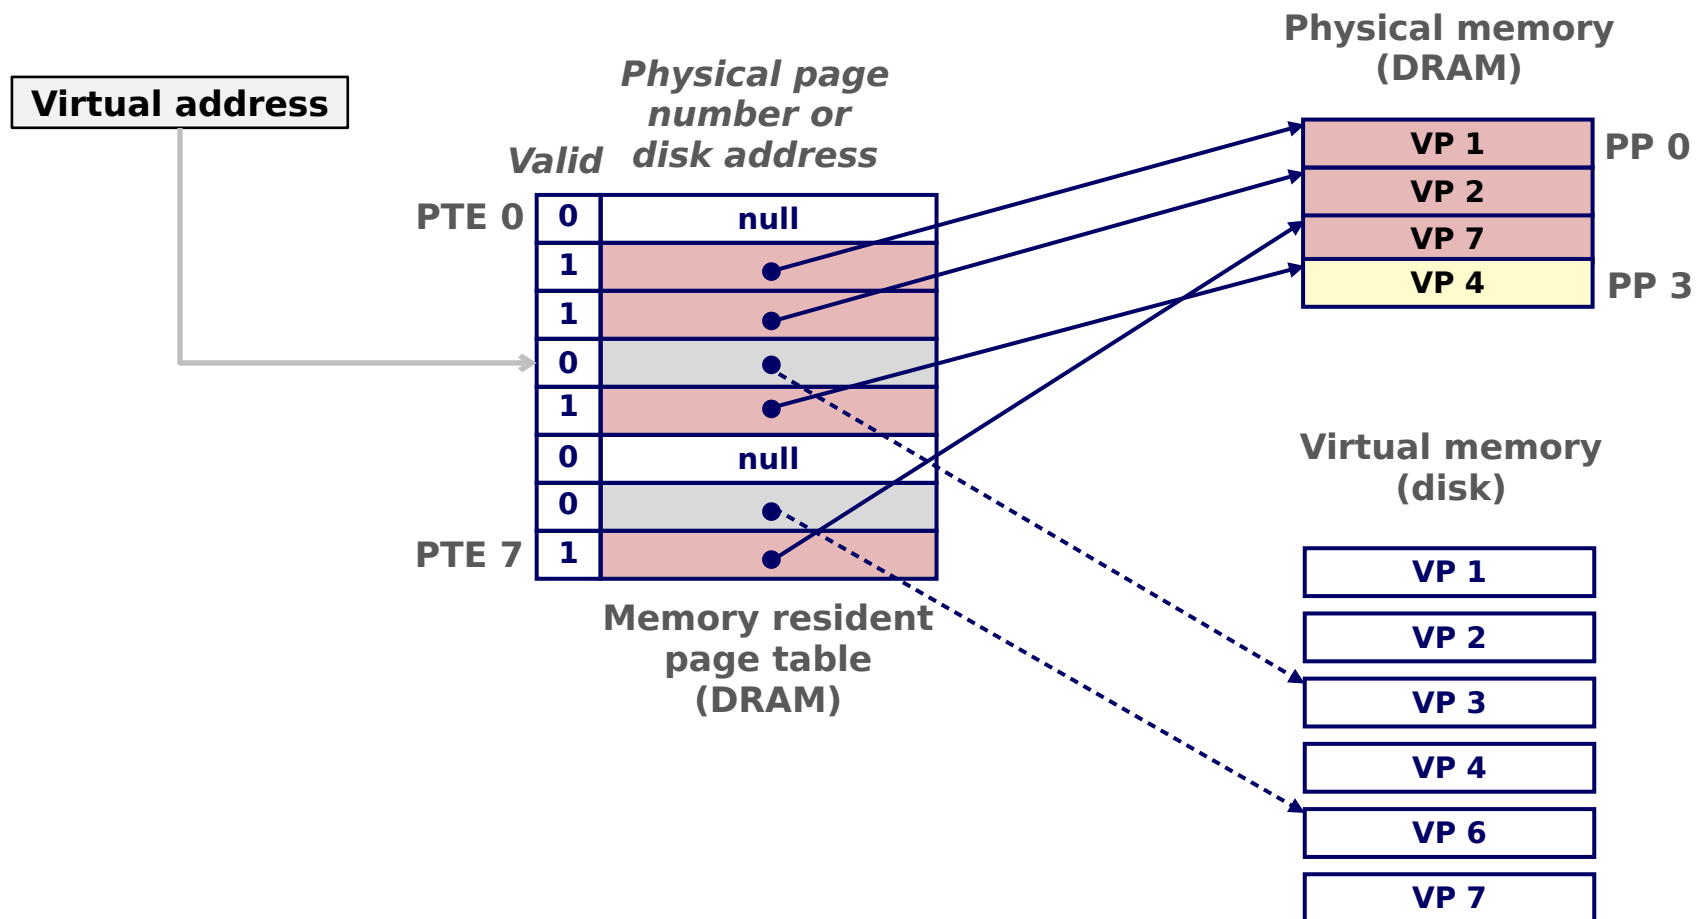 Physical memory
(DRAM)
Virtual address
Physical page
number or
disk address
Valid
PTE 0
0
null
1
1
0
1
0
null
0
PTE 7
1
Memory resident
page table
(DRAM)
VP 1
PP 0
VP 2
VP 7
VP 4
PP 3
Virtual memory
(disk)
VP 1
VP 2
VP 3
VP 4
VP 6
VP 7